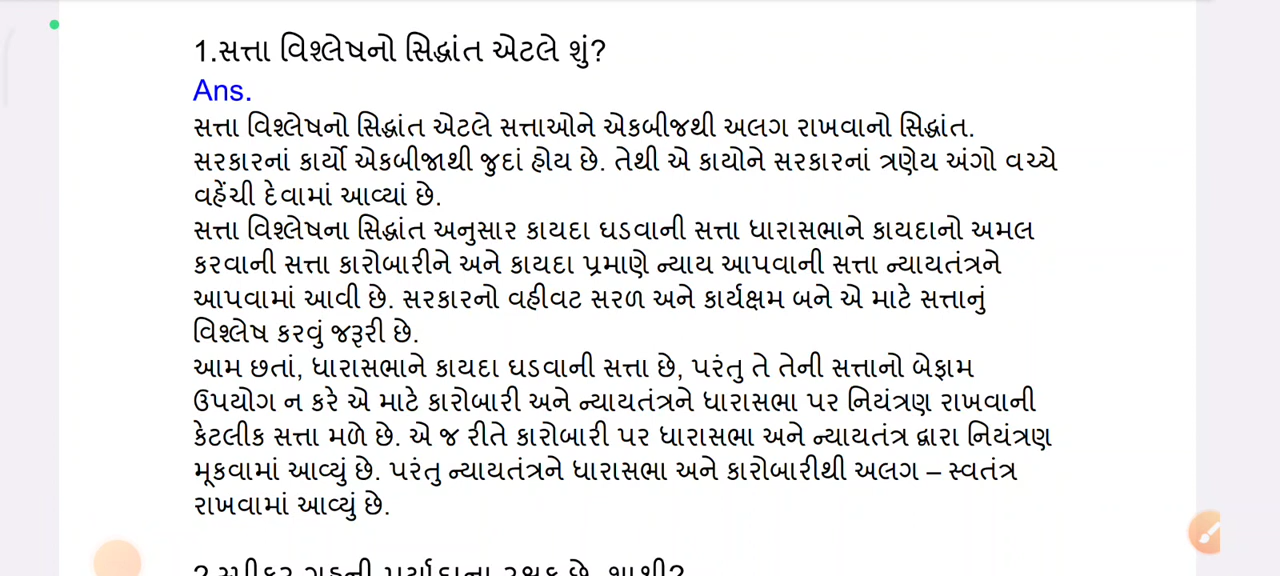 1.સત્તા વિશ્લેષનો સિદ્ધાંત એટલે શું?
Ans.
સત્તા વિશ્લેષનો સિદ્ધાંત એટલે સત્તાઓને એકબીજથી અલગ રાખવાનો સિદ્ધાંત.
સરકારનાં કાર્યો એકબીજાથી જુદાં હોય છે. તેથી એ કાયોને સરકારનાં ત્રણેય અંગો વચ્ચે
વહેંચી દેવામાં આવ્યાં છે.
સત્તા વિશ્લેષના સિદ્ધાંત અનુસાર કાયદા ઘડવાની સત્તા ધારાસભાને કાયદાનો અમલ
કરવાની સત્તા કારોબારીને અને કાયદા પ્રમાણે ન્યાય આપવાની સત્તા ન્યાયતંત્રને
આપવામાં આવી છે. સરકારનો વહીવટ સરળ અને કાર્યક્ષમ બને એ માટે સત્તાનું
વિશ્લેષ કરવું જરૂરી છે.
આમ છતાં, ધારાસભાને કાયદા ઘડવાની સત્તા છે, પરંતુ તે તેની સત્તાનો બેફામ
ઉપયોગ ન કરે એ માટે કારોબારી અને ન્યાયતંત્રને ધારાસભા પર નિયંત્રણ રાખવાની
કેટલીક સત્તા મળે છે. એ જ રીતે કારોબારી પર ધારાસભા અને ન્યાયતંત્ર દ્વારા નિયંત્રણ
મૂકવામાં આવ્યું છે. પરંતુ ન્યાયતંત્રને ધારાસભા અને કારોબારીથી અલગ – સ્વતંત્ર
રાખવામાં આવ્યું છે.